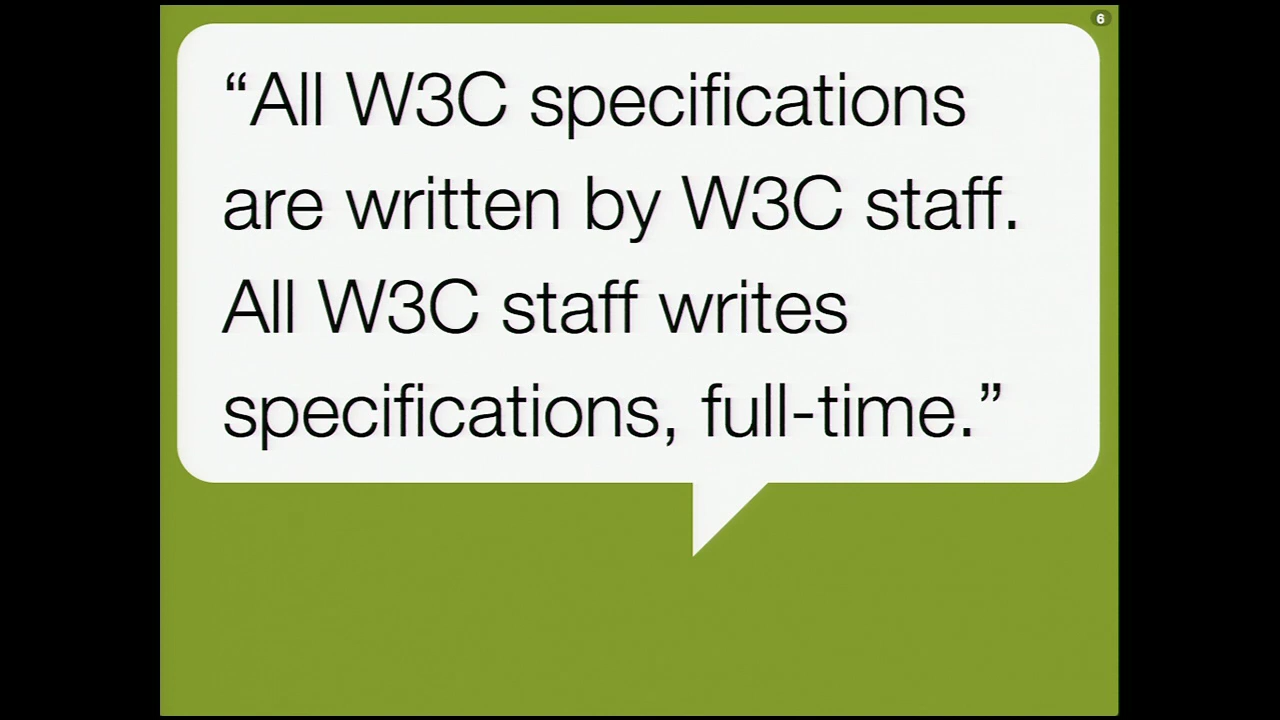 6
“All W3C specifications
are written by W3C staff.
All W3C staff writes
specifications, full-time.”